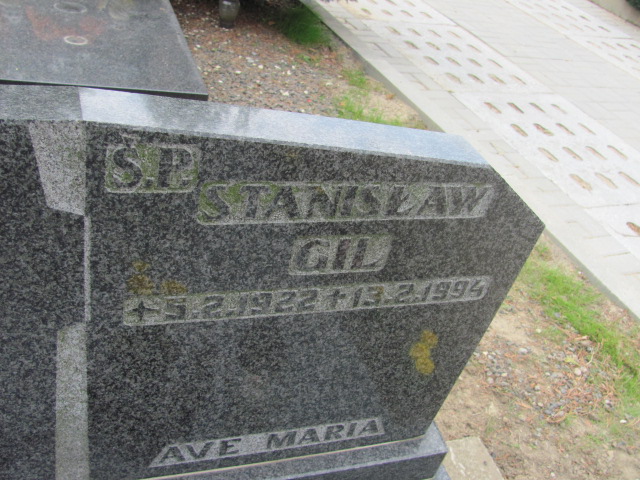 Ś.P.
STANISŁAW
GIL
+5.2.1922+13.2.1994
AVE MARIA